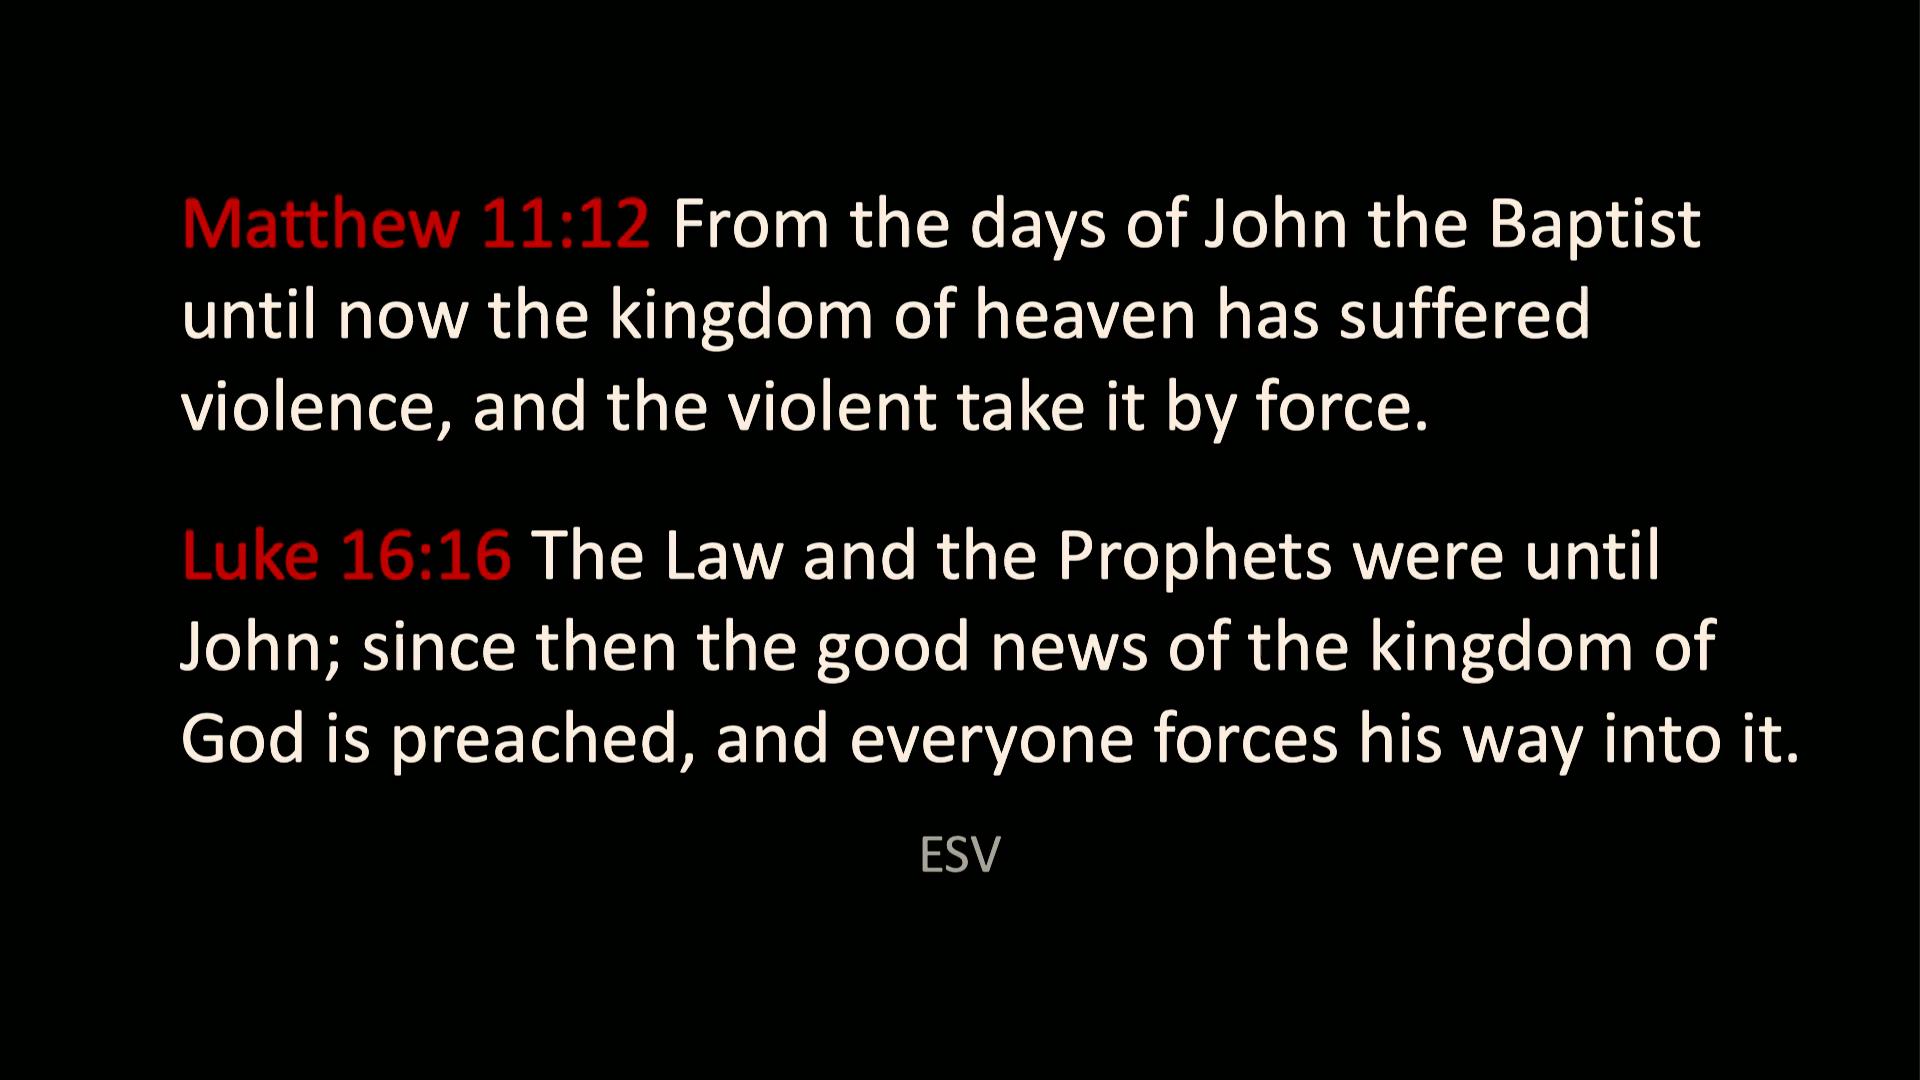 Matthew 11:12 From the days of John the Baptist
until now the kingdom of heaven has suffered
violence, and the violent take it by force.
Luke 16:16 The Law and the Prophets were until
John; since then the good news of the kingdom of
God is preached, and everyone forces his way into it.
ESV